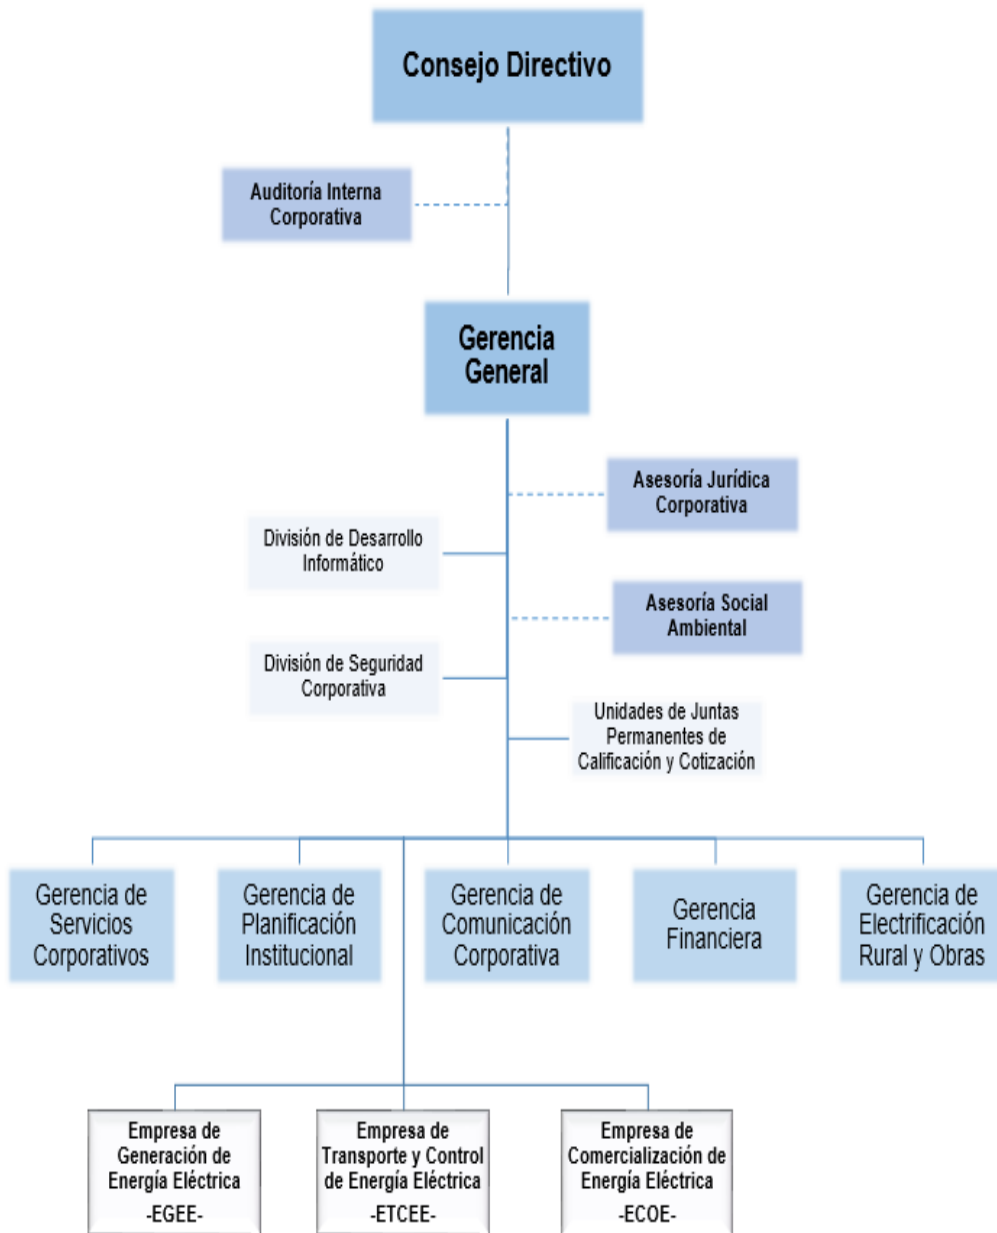 Consejo Directivo
Auditoría Interna
Corporativa
Gerencia
General
Asesoría Jurídica
Corporativa
División de Desarrollo
Informático
Asesoría Social
Ambiental
División de Seguridad
Corporativa
Unidades de Juntas
Permanentes de
Calificación y Cotización
Gerencia de
Servicios
Corporativos
Gerencia de
Planificación
Institucional
Gerencia de
Comunicación
Corporativa
Gerencia
Financiera
Gerencia de
Electrificación
Rural y Obras
Empresa de
Generación de
Energía Eléctrica
-EGEE-
Empresa de
Transporte y Control
de Energía Eléctrica
-ETCEE-
Empresa de
Comercialización de
Energía Eléctrica
-ECOE-